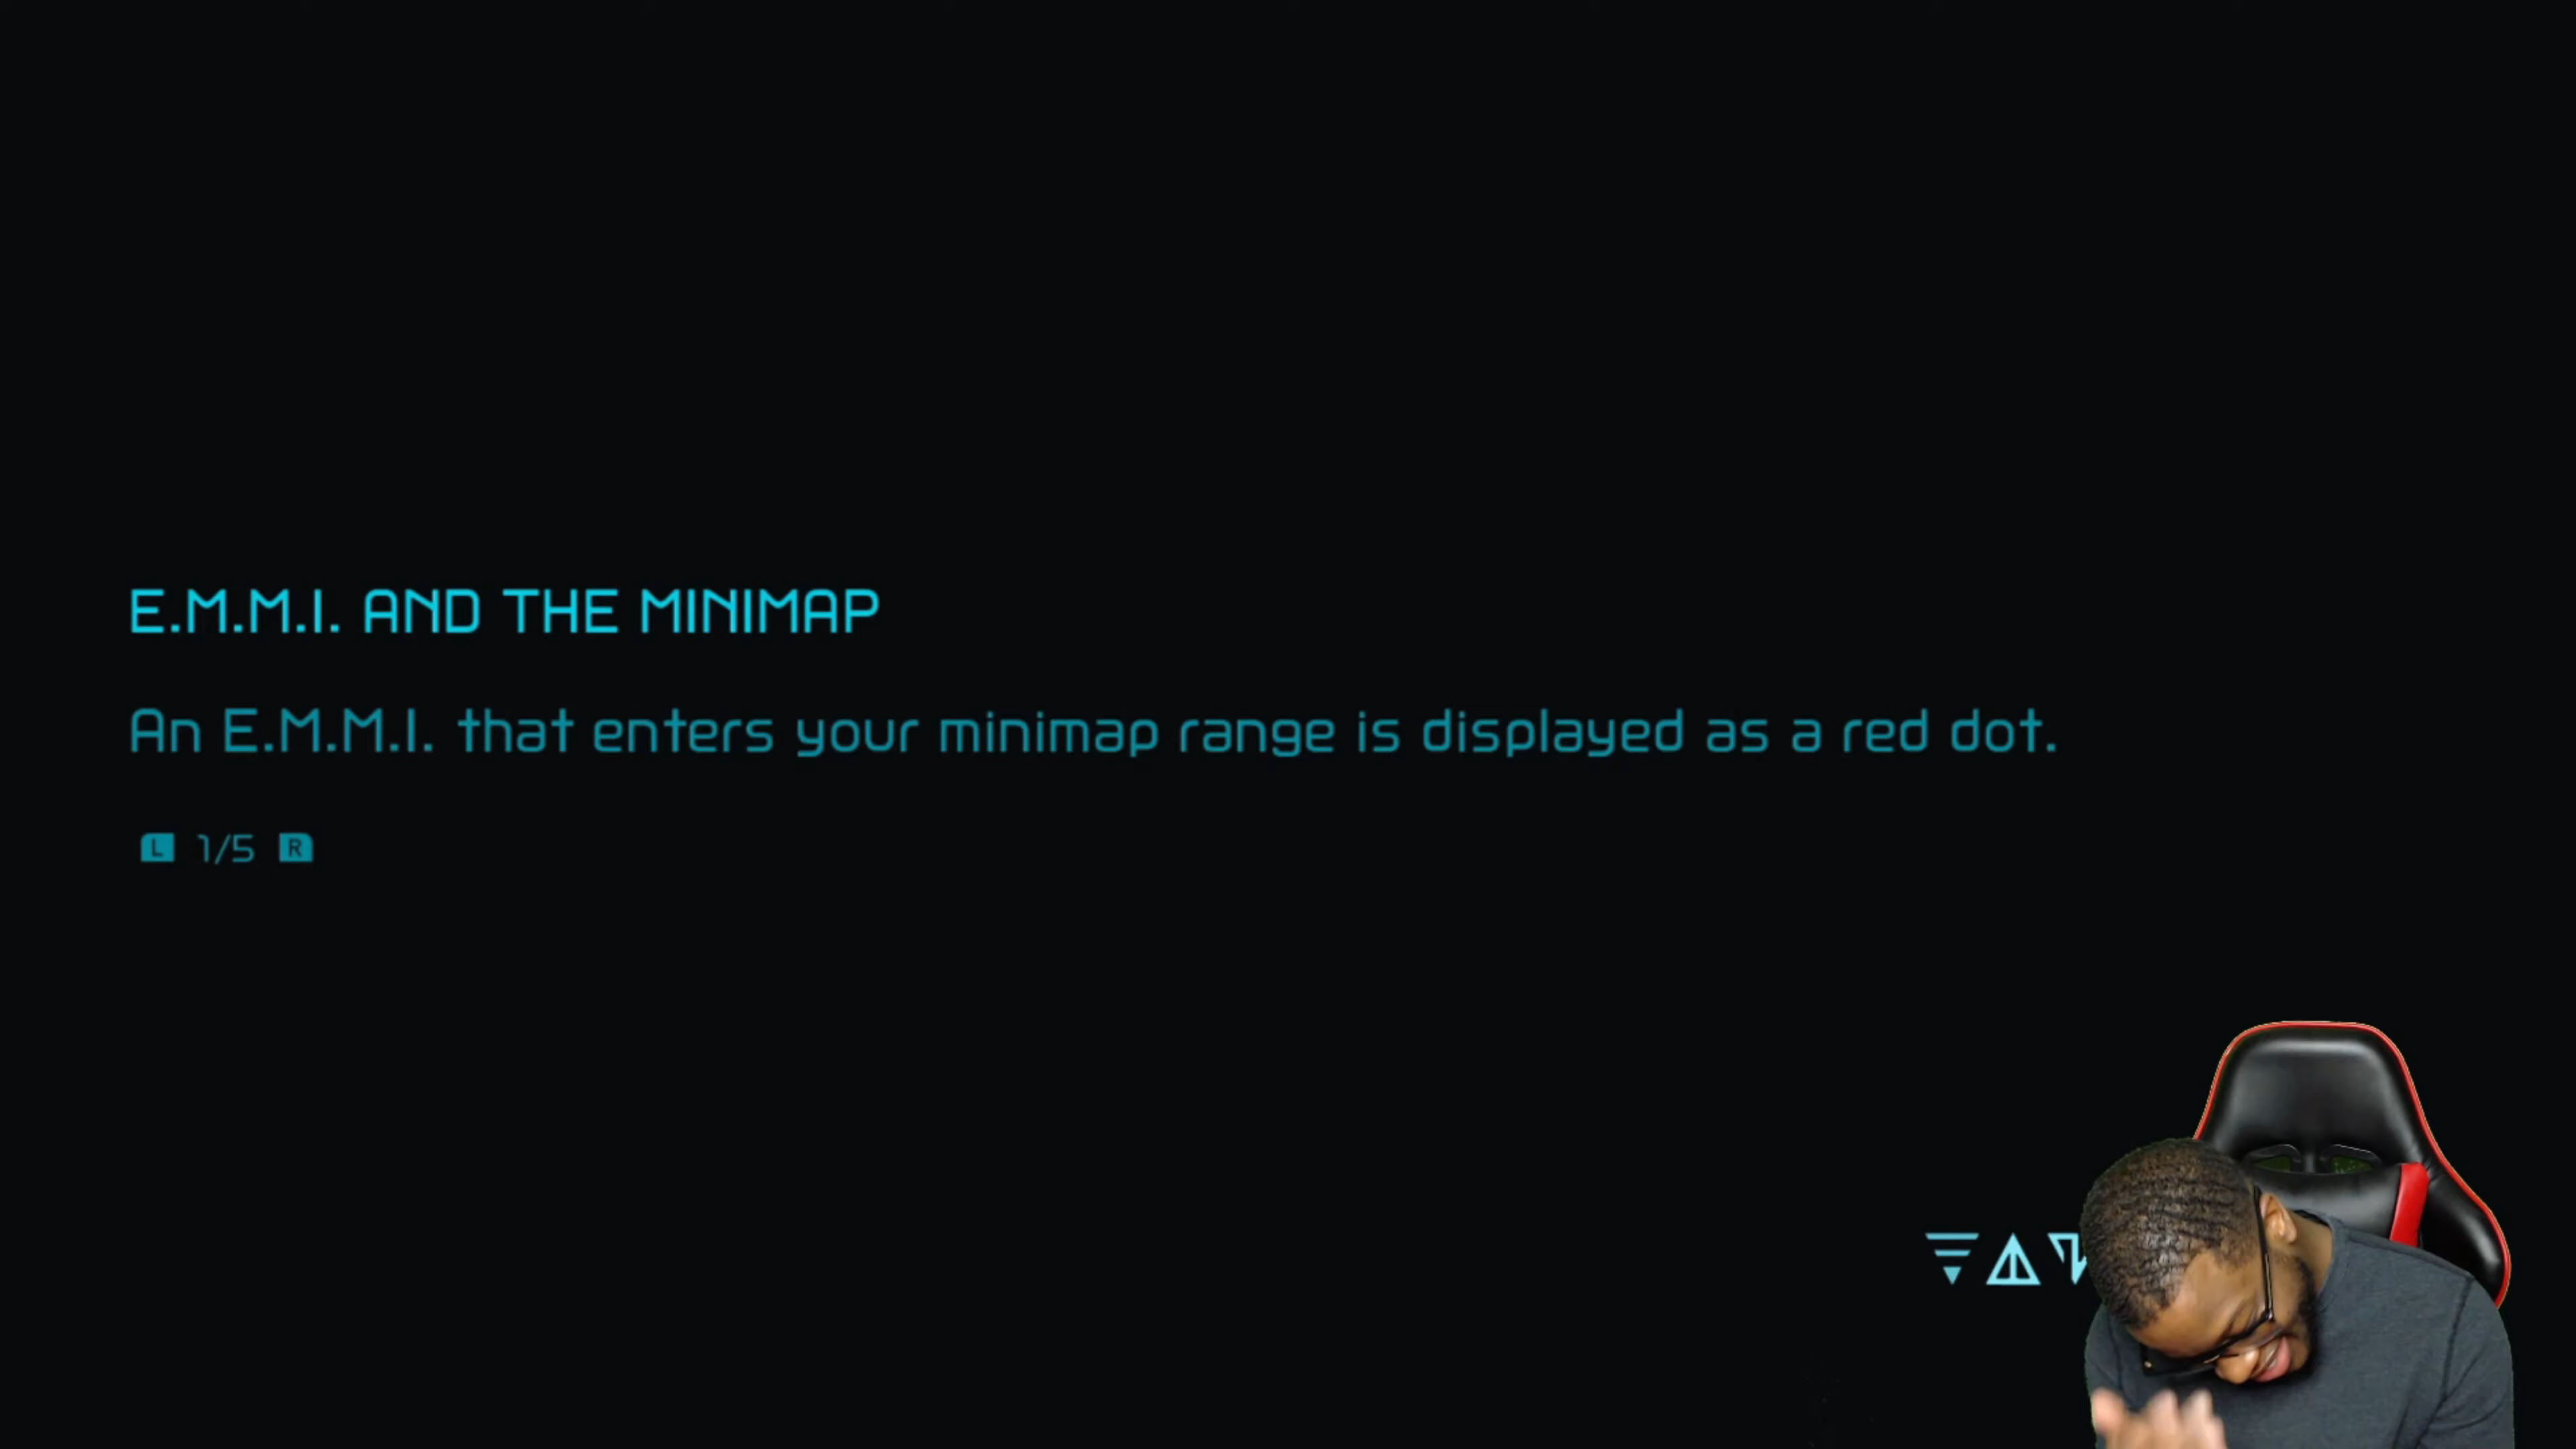 E.M.M.I. AND THE MINIMAP
An E.M.M.I. that enters your minimap range is displayed as a red dot.
L 1/5 R